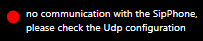 no communication with the SipPhone,
please check the Udp configuration